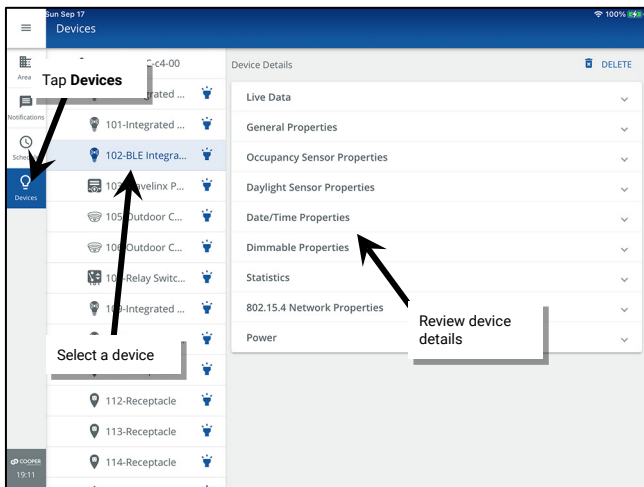 Sun Sep 17
100%
Devices
C-c4-00
Device Details
DELETE
Area
Tap Devices
grated ...
Live Data
Notifications
101-Integrated ...
General Properties
102-BLE Integra...
Occupancy Sensor Properties
Devices
Daylight Sensor Properties
105-Outdoor C...
Date/Time Properties
Outdoor C...
Dimmable Properties
-Relay Switc...
Statistics
-Integrated ...
802.15.4 Network Properties
Review device
details
Power
Select a device
112-Receptacle
113-Receptacle
114-Receptacle
COOPER
19:11